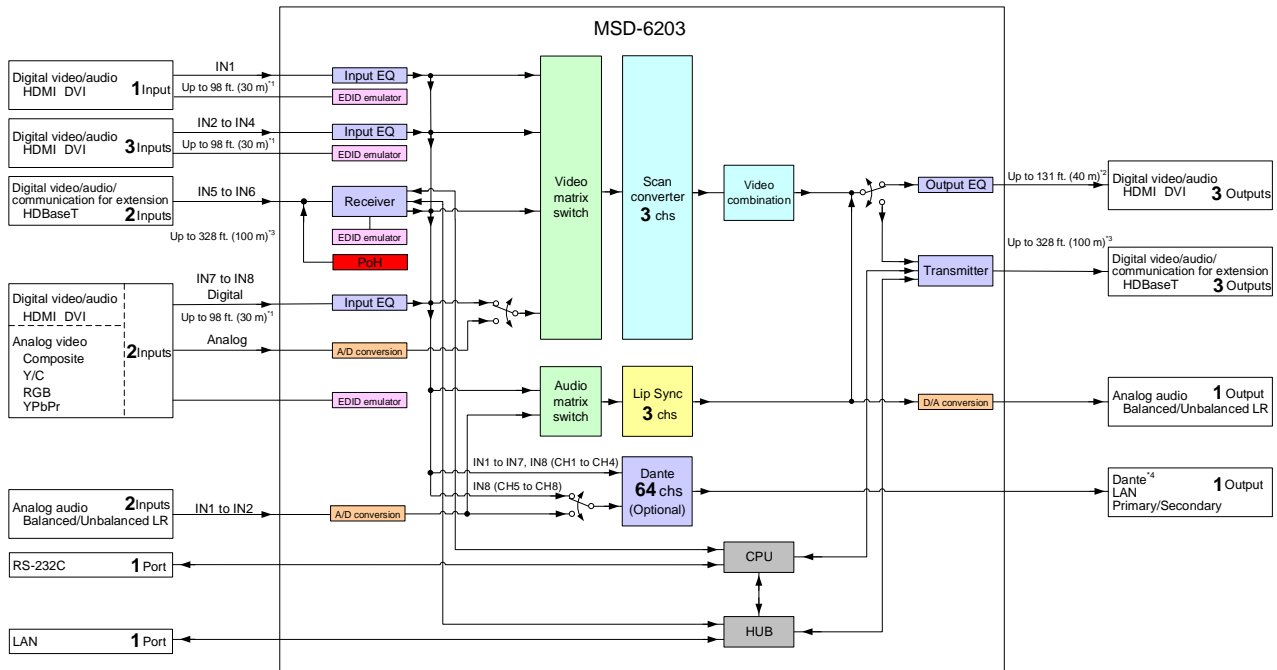 MSD-6203
Digital video/audio
HDMI DVI
1 Input
IN1
Up to 98 ft. (30 m)*1
Input EQ
EDID emulator
Digital video/audio
HDMI DVI
3 Inputs
IN2 to IN4
Up to 98 ft. (30 m)*1
Input EQ
EDID emulator
Digital video/audio/
communication for extension
HDBaseT
2 Inputs
IN5 to IN6
Up to 328 ft. (100 m)*3
Receiver
EDID emulator
PoH
Digital video/audio
HDMI DVI
Analog video
Composite
Y/C
RGB
YPbPr
2 Inputs
IN7 to IN8
Digital
Up to 98 ft. (30 m)*1
Analog
Input EQ
A/D conversion
EDID emulator
Video
matrix
switch
Scan
converter
3 chs
Video
combination
Output EQ
Up to 131 ft. (40 m)*2
Digital video/audio
HDMI DVI
3 Outputs
Transmitter
Up to 328 ft. (100 m)*3
Digital video/audio/
communication for extension
HDBaseT
3 Outputs
Audio
matrix
switch
Lip Sync
3 chs
D/A conversion
Analog audio
1 Output
Balanced/Unbalanced LR
IN1 to IN7, IN8 (CH1 to CH4)
IN8 (CH5 to CH8)
Dante
64 chs
(Optional)
Dante*4
LAN
1 Output
Primary/Secondary
Analog audio
2 Inputs
Balanced/Unbalanced LR
IN1 to IN2
A/D conversion
RS-232C
1 Port
CPU
LAN
1 Port
HUB